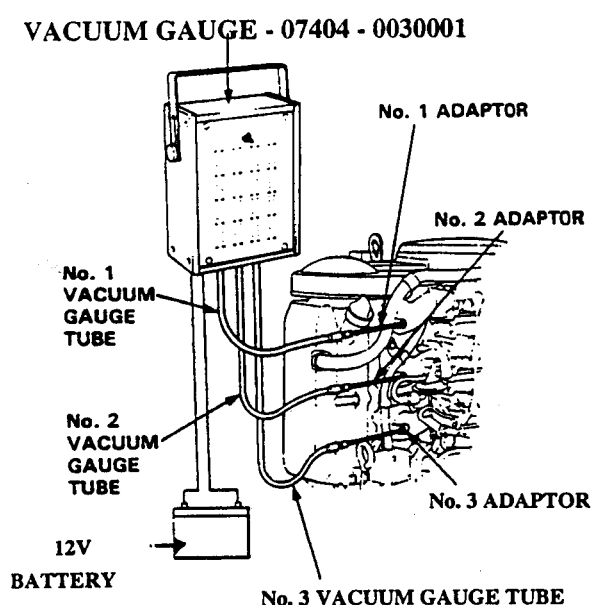 VACUUM GAUGE - 07404 - 0030001
No. 1 ADAPTOR
No. 2 ADAPTOR
No. 1
VACUUM
GAUGE
TUBE
No. 2
VACUUM
GAUGE
TUBE
No. 3 ADAPTOR
12V
BATTERY
No. 3 VACUUM GAUGE TUBE